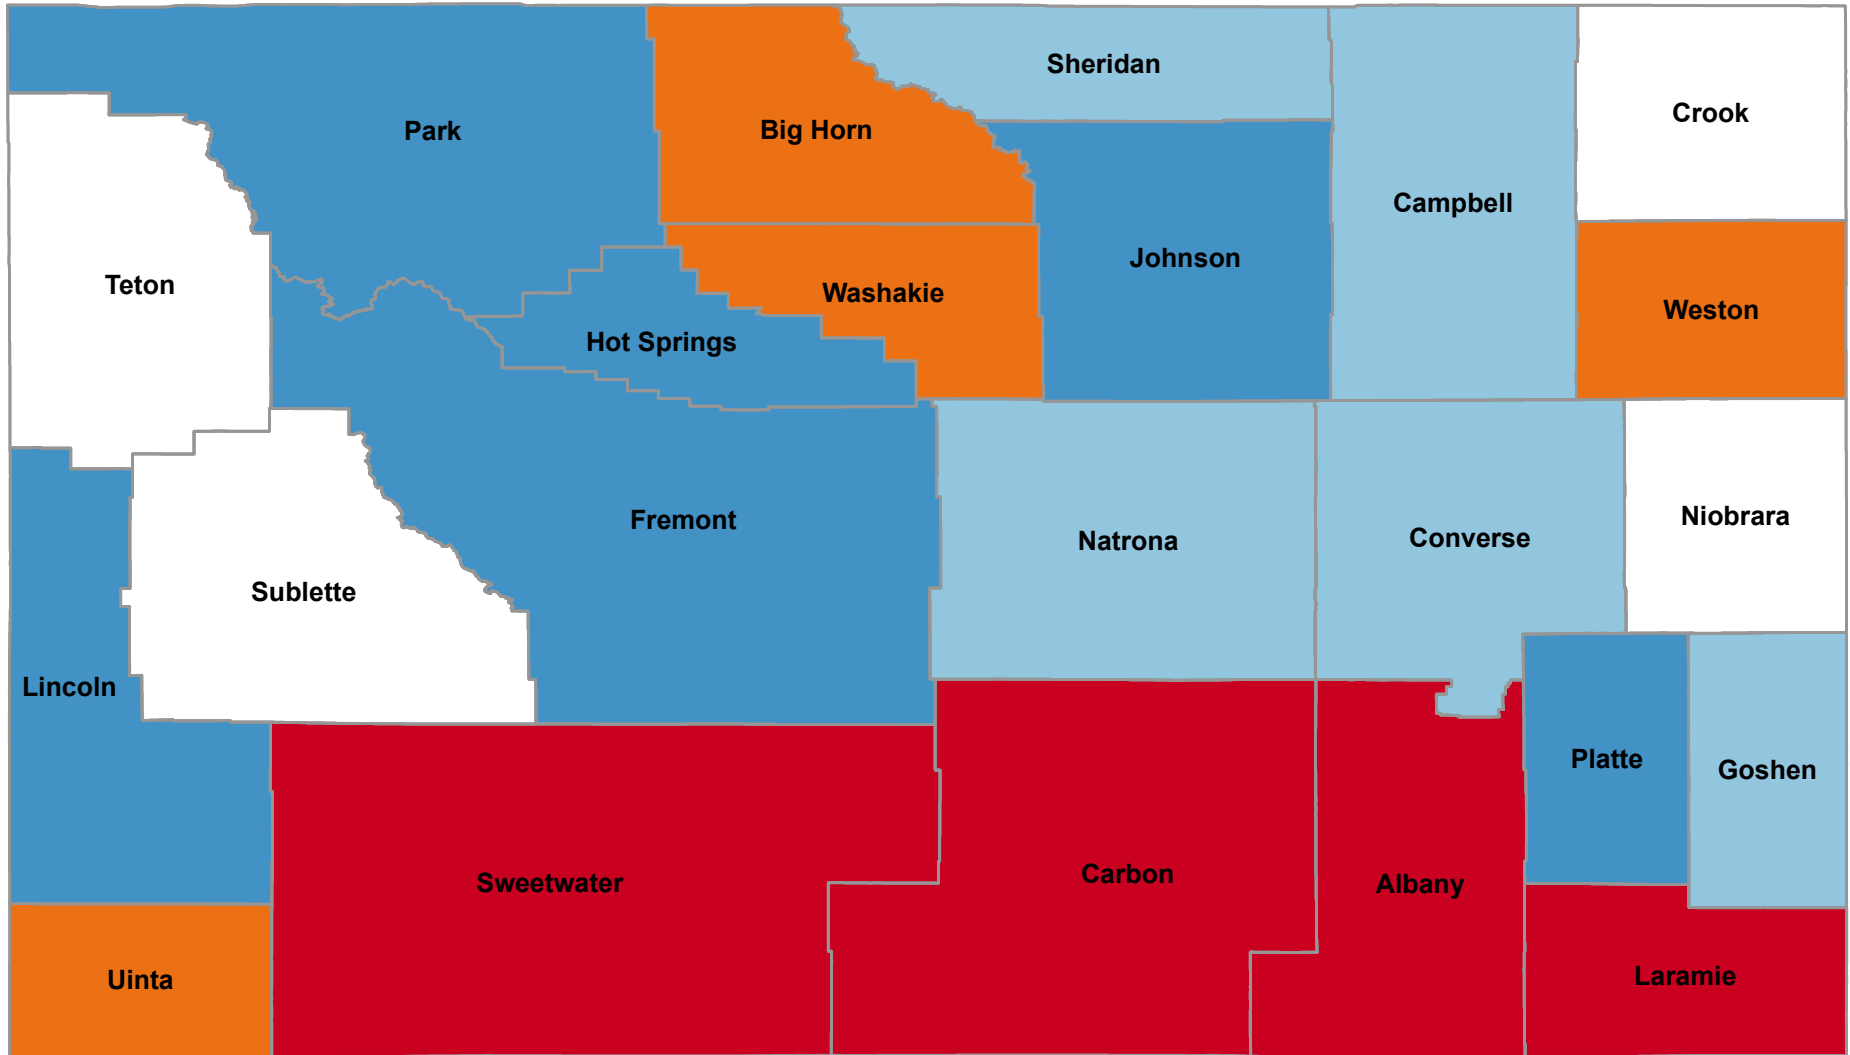 Sheridan
Crook
Park
Big Horn
Campbell
Johnson
Teton
Washakie
Weston
Hot Springs
Niobrara
Fremont
Converse
Natrona
Sublette
Lincoln
Platte
Goshen
Carbon
Sweetwater
Albany
Laramie
Uinta